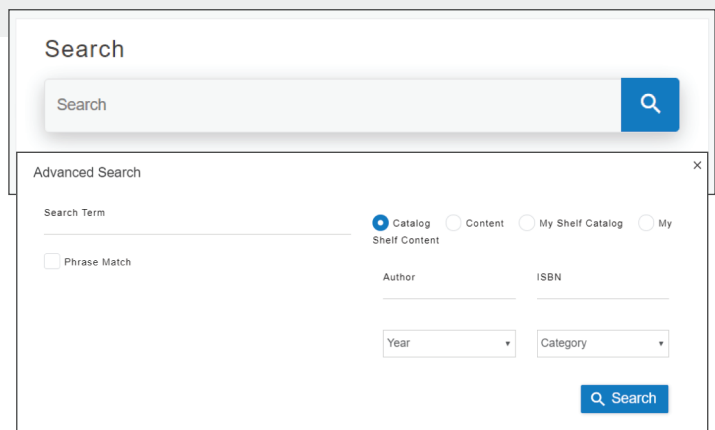 Search
Search
Advanced Search
Search Term
Catalog Content My Shelf Catalog My
Shelf Content
Phrase Match
Author ISBN
Year Category
Search